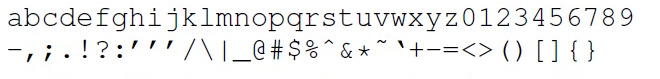 abcdefghijklmnopqrstuvwxyz0123456789
-,;.!?:’’’/\|_@#$%ˆ&*˜‘+-=<>()[]{}